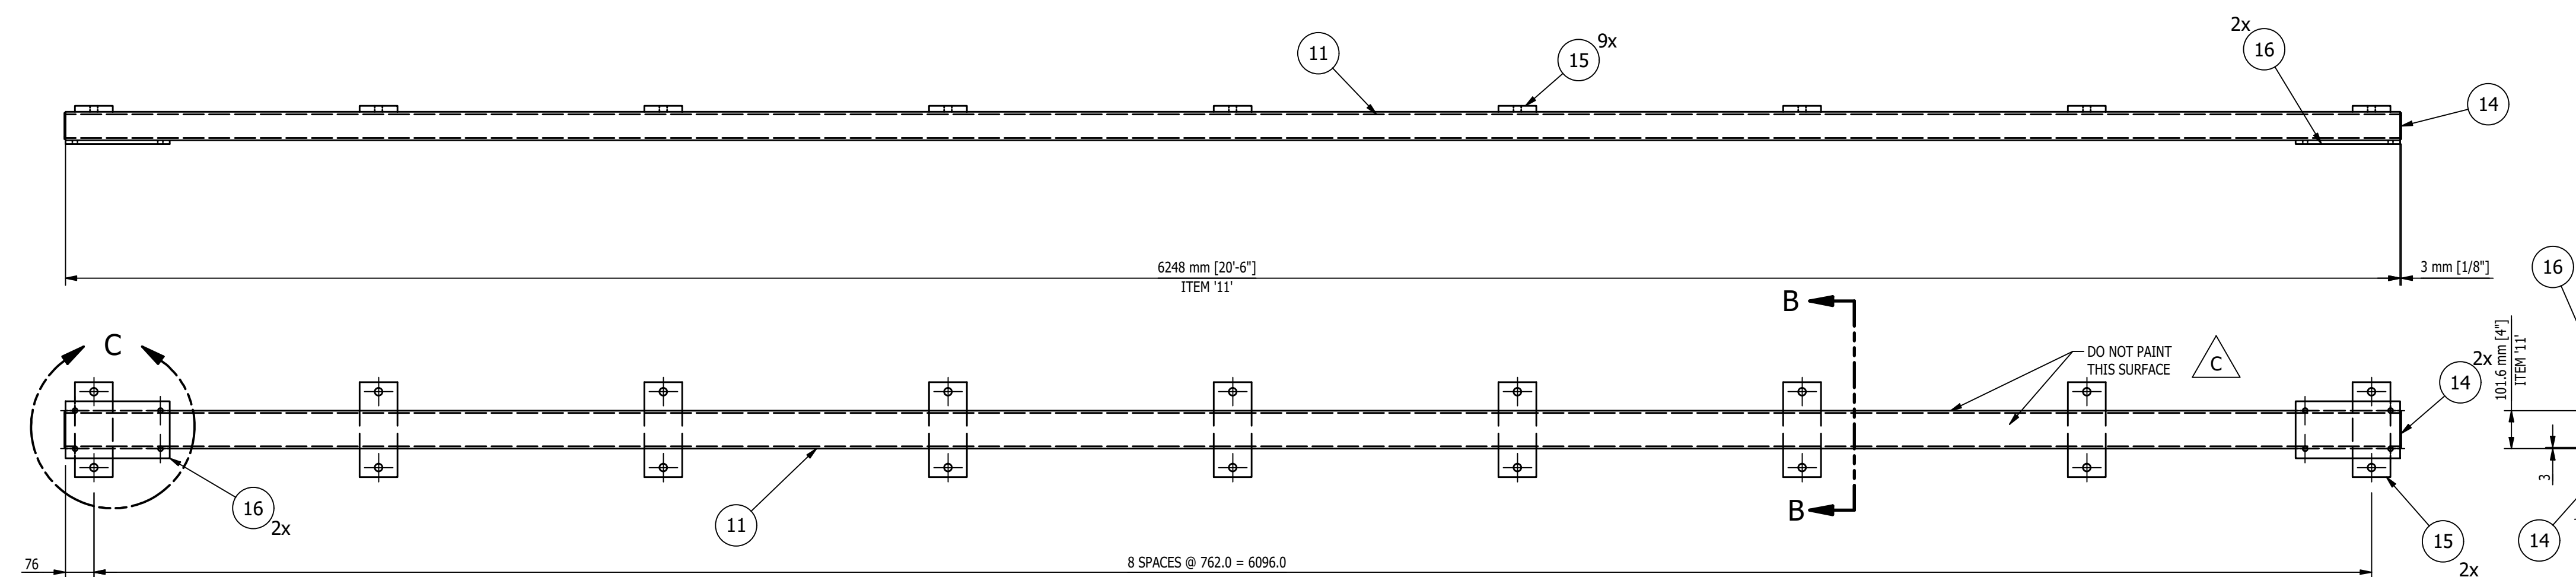 11
15
9x
2x
16
14
6248 mm [20'-6"]
ITEM '11'
3 mm [1/8"]
16
B
C
DO NOT PAINT
THIS SURFACE
C
101.6 mm [4"]
ITEM '11'
2x
14
3
16
2x
11
B
15
2x
14
76
8 SPACES @ 762.0 = 6096.0